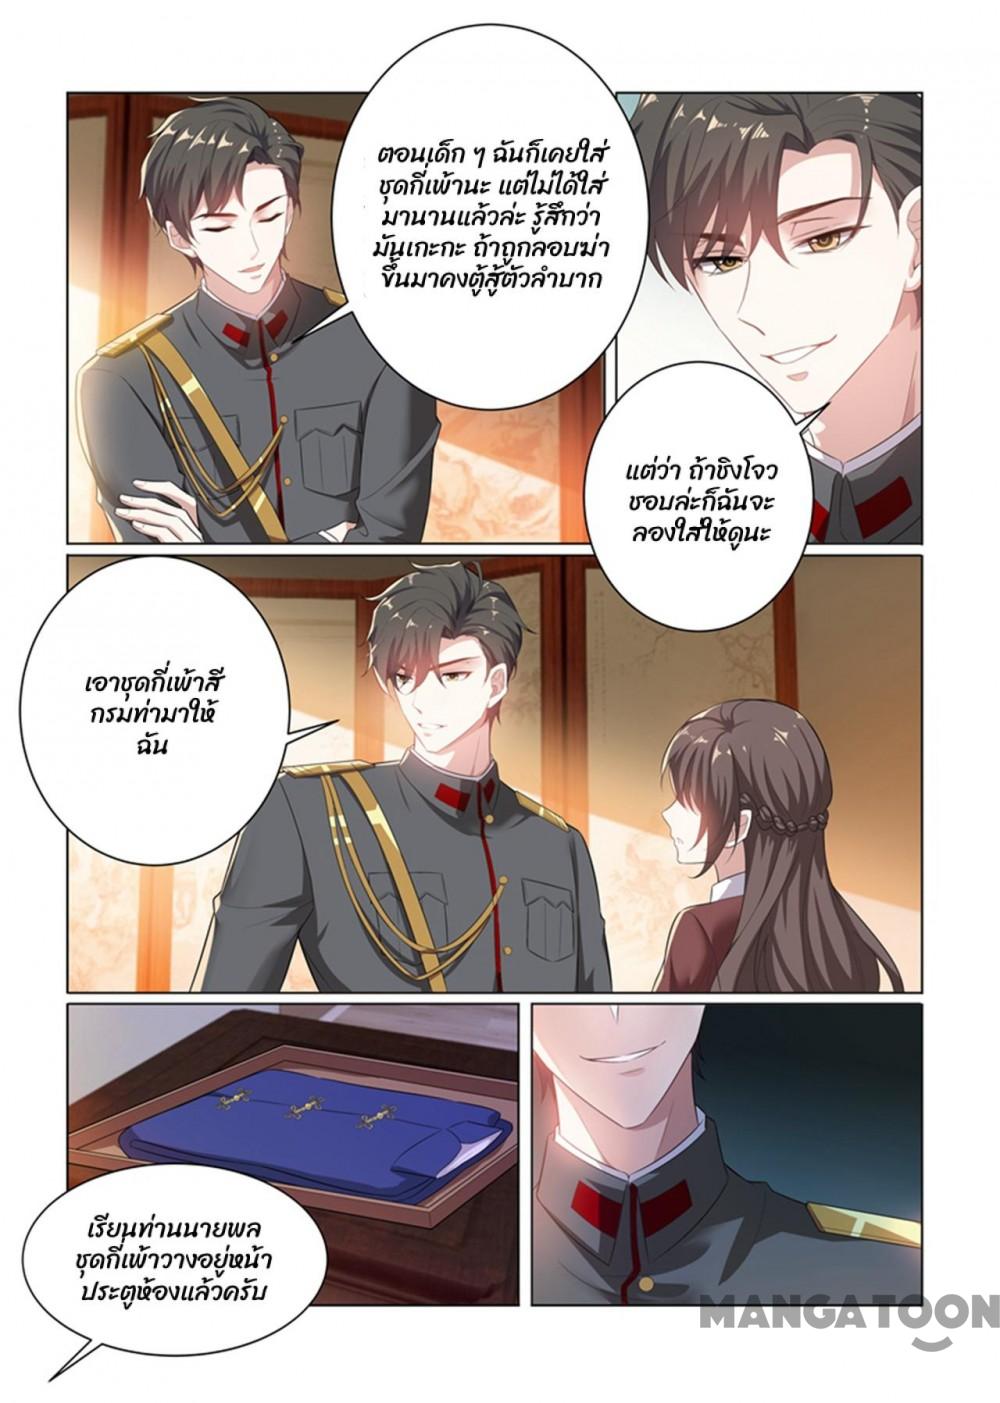 ตอนเด็ก ๆ ฉันก็เคยใส่
ชุดกี่เพ้านะ แต่ไม่ได้ใส่
มานานแล้วล่ะ รู้สึกว่า
มันเกะกะ ถ้าถูกลอบฆ่า
ขึ้นมาคงตู้สู้ตัวลำบาก
แต่ว่า ถ้าชิงโจว
ชอบล่ะก็ฉันจะ
ลองใส่ให้ดูนะ
เอาชุดกี่เพ้าสี
กรมท่ามาให้
ฉัน
เรียนท่านนายพล
ชุดกี่เพ้าวางอยู่หน้า
ประตูห้องแล้วครับ
MANGATOON